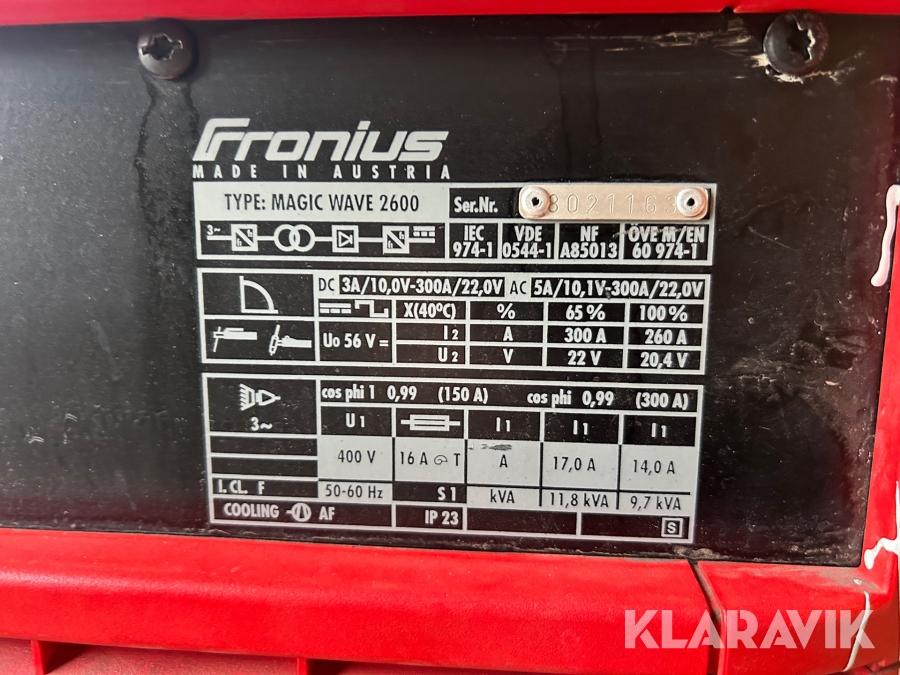 Fronius
MADE IN AUSTRIA
TYPE: MAGIC WAVE 2600 Ser.Nr. 8021163
3~ IEC 974-1 VDE 0544-1 NF A85013 ÖVE M/EN 60 974-1
DC 3A/10,0V-300A/22,0V AC 5A/10,1V-300A/22,0V
X(40°C) % 65% 100%
U0 56 V= I2 A 300 A 260 A
U2 V 22 V 20,4 V
cos phi 1 0,99 (150 A) cos phi 0,99 (300 A)
3~ U1 I1 I1 I1
400 V 16 A T A 17,0 A 14,0 A
I. CL. F 50-60 Hz S1 kVA 11,8 kVA 9,7 kVA
COOLING AF IP 23 S
KLARAVIK